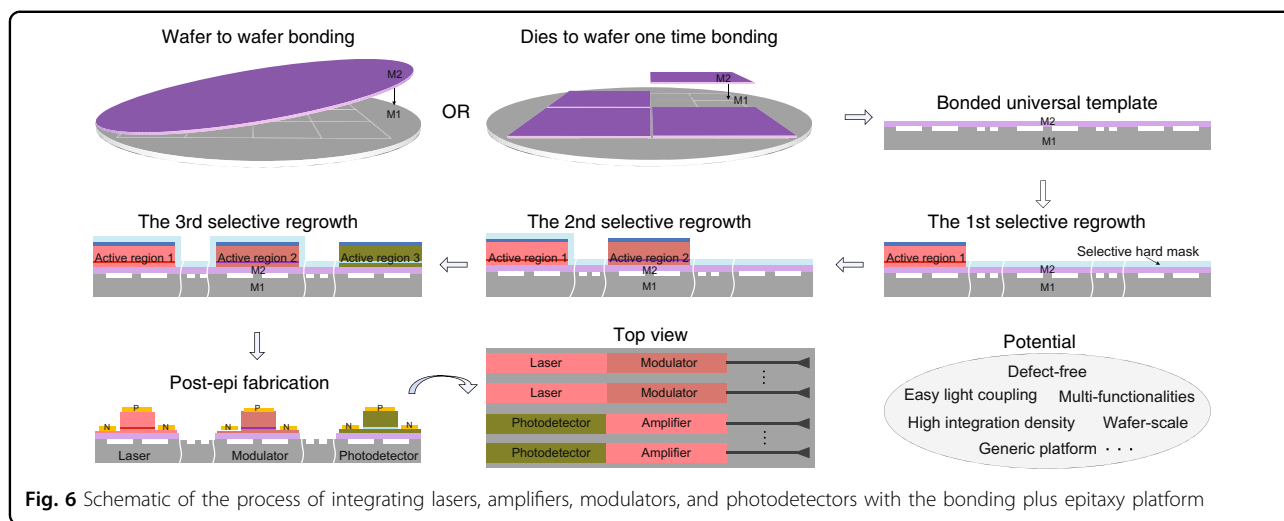 Wafer to wafer bonding
M2
M1
OR
Dies to wafer one time bonding
M2
M1
Bonded universal template
M2
M1
The 3rd selective regrowth
Active region 1
Active region 2
Active region 3
M2
M1
The 2nd selective regrowth
Active region 1
Active region 2
M2
M1
The 1st selective regrowth
Active region 1
Selective hard mask
M2
M1
Post-epi fabrication
P
P
P
N
N
N
N
N
N
Laser
Modulator
Photodetector
Top view
Laser
Modulator
Laser
Modulator
Photodetector
Amplifier
Photodetector
Amplifier
Potential
Defect-free
Easy light coupling
Multi-functionalities
High integration density
Wafer-scale
Generic platform · · ·
Fig. 6 Schematic of the process of integrating lasers, amplifiers, modulators, and photodetectors with the bonding plus epitaxy platform